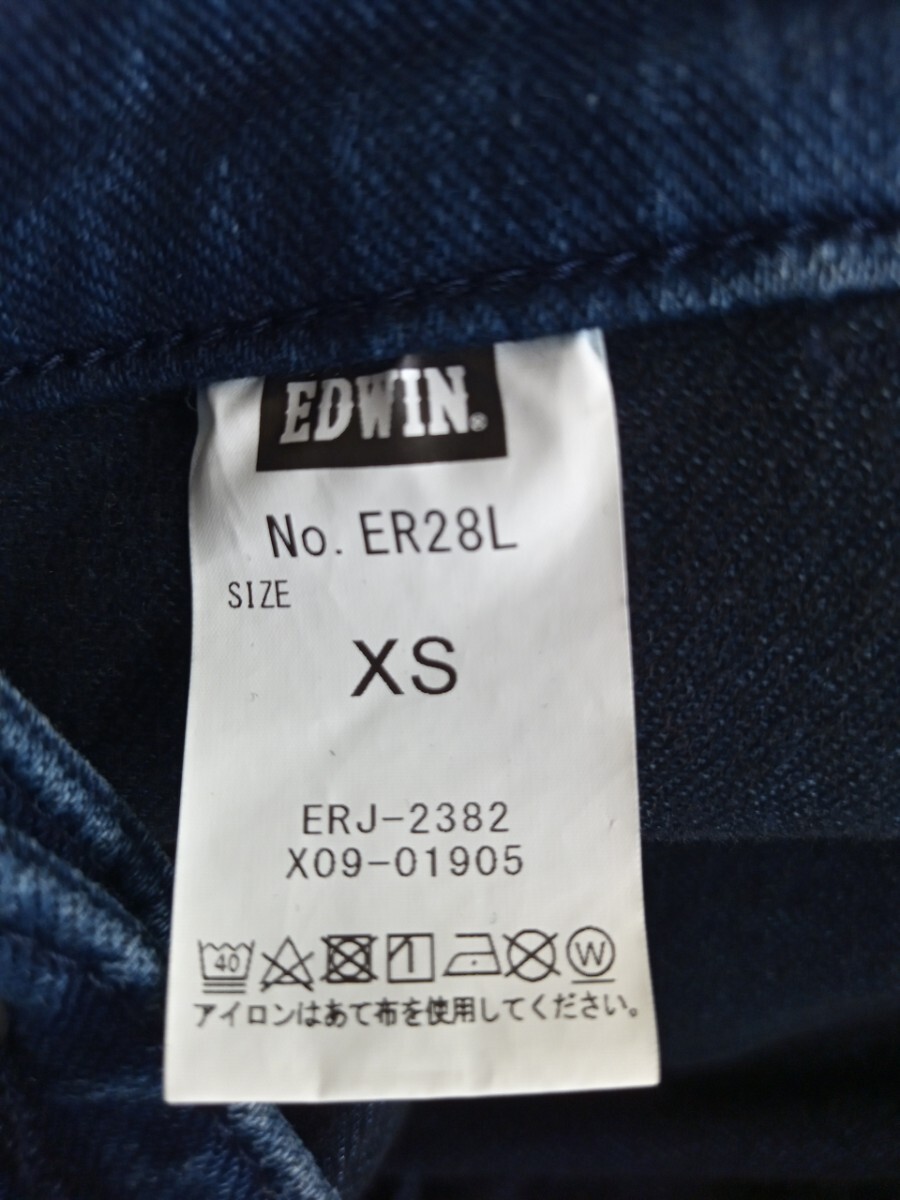 EDWIN®
No. ER28L
SIZE
XS
ERJ-2382
X09-01905
40 W
アイロンはあて布を使用してください。